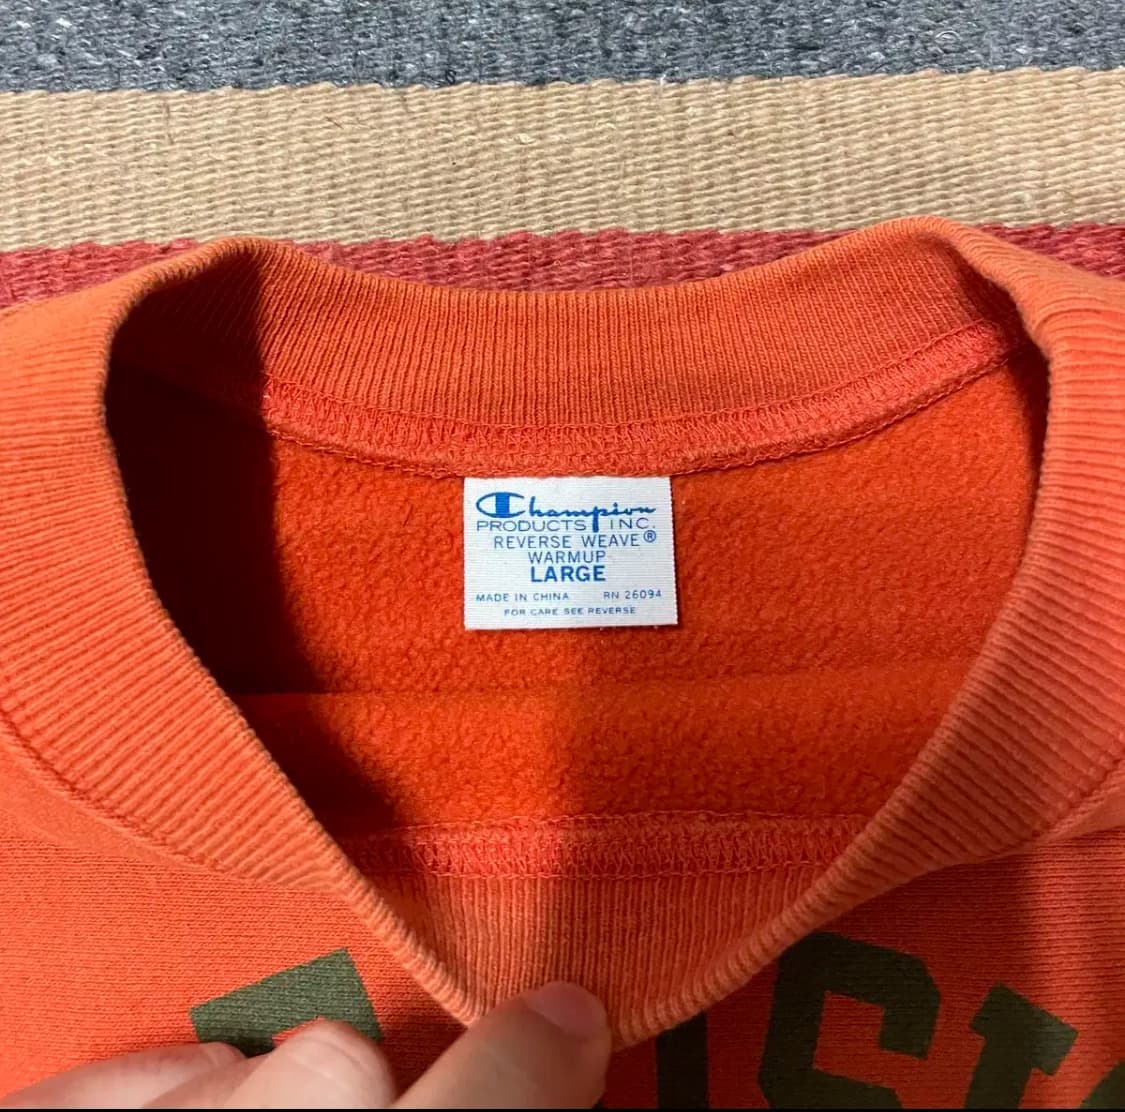 Champion
PRODUCTS INC.
REVERSE WEAVE®
WARMUP
LARGE
MADE IN CHINA RN 26094
FOR CARE SEE REVERSE